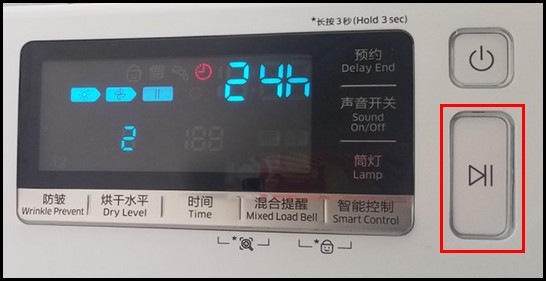 *长按3秒(Hold 3 sec)
24h
2
188
预约
Delay End
声音开关
Sound
On/Off
筒灯
Lamp
防皱
Wrinkle Prevent
烘干水平
Dry Level
时间
Time
混合提醒
Mixed Load Bell
智能控制
Smart Control
*
*